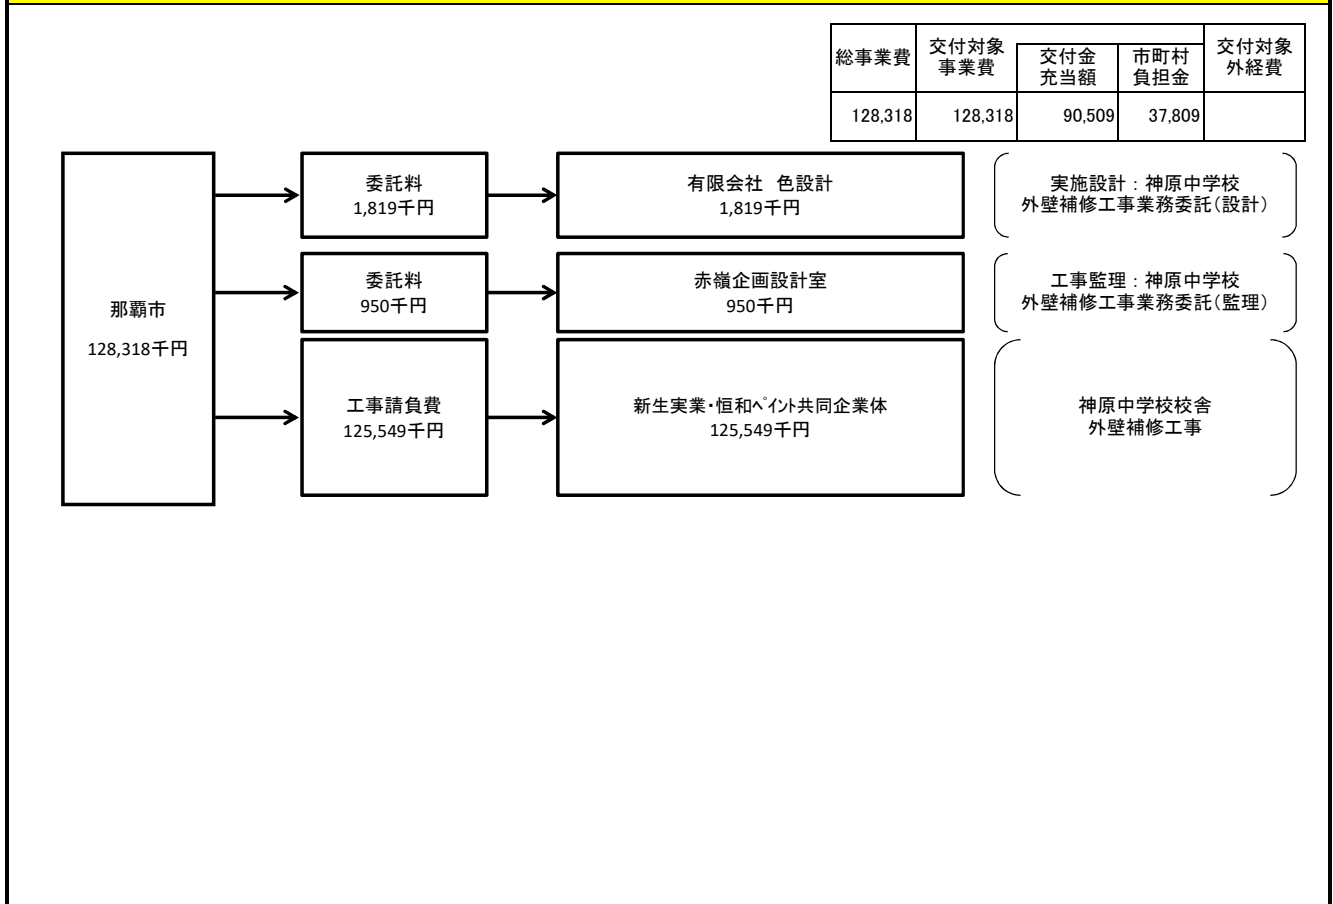 総事業費
交付対象
事業費
交付金
充当額
市町村
負担金
交付対象
外経費
128,318
128,318
90,509
37,809
那覇市
128,318千円
委託料
1,819千円
有限会社　色設計
1,819千円
実施設計：神原中学校
外壁補修工事業務委託（設計）
委託料
950千円
赤嶺企画設計室
950千円
工事監理：神原中学校
外壁補修工事業務委託（監理）
工事請負費
125,549千円
新生実業・恒和ﾍﾟｲﾝﾄ共同企業体
125,549千円
神原中学校校舎
外壁補修工事